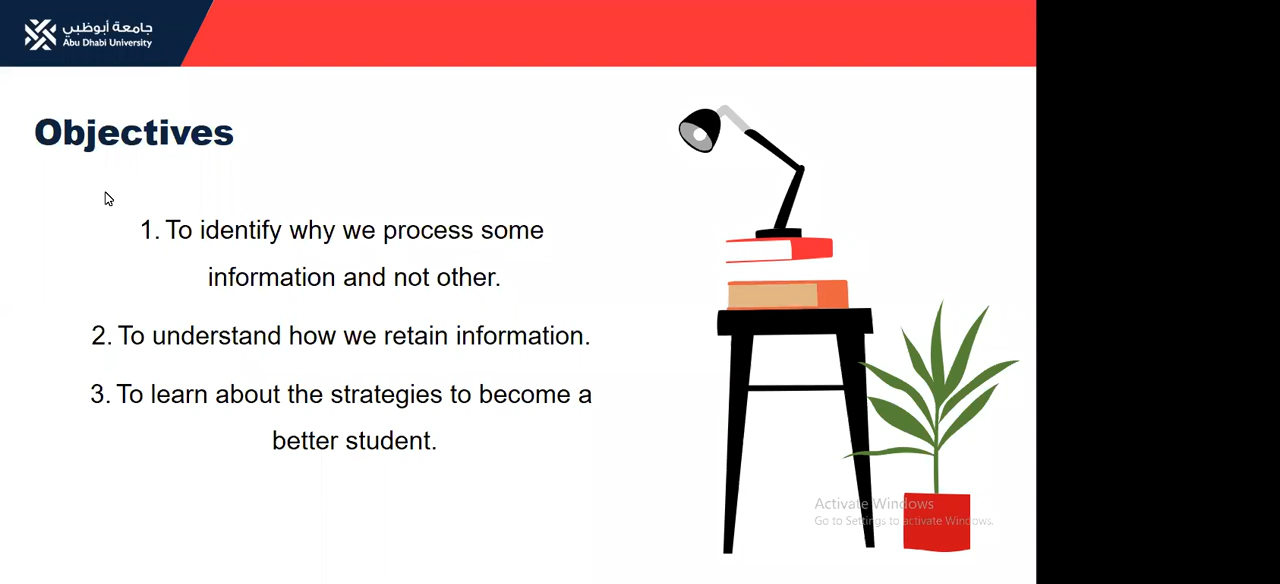 جامعة أبوظبي
Abu Dhabi University
Objectives
1. To identify why we process some
information and not other.
2. To understand how we retain information.
3. To learn about the strategies to become a
better student.
Activate Windows
Go to Settings to activate Windows.